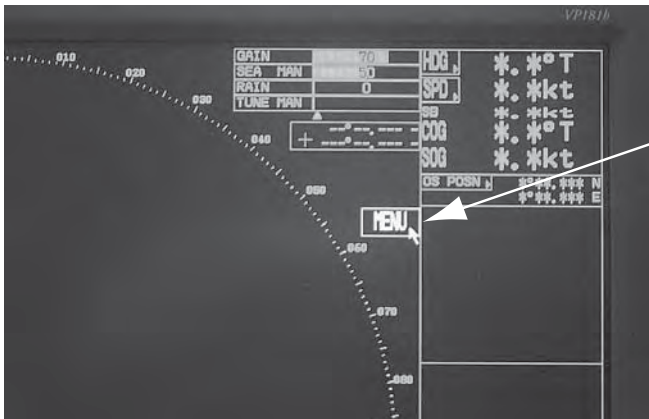 VP181b
GAIN 70
SEA MAN 50
RAIN 0
TUNE MAN
HDG *.*°T
SPD *.*kt
SB *.*kt
COG *.*°T
SOG *.*kt
+ --°--.--- -
---°--.--- -
OS POSN *°**.*** N
*°**.*** E
MENU
010
020
030
040
050
060
070
080